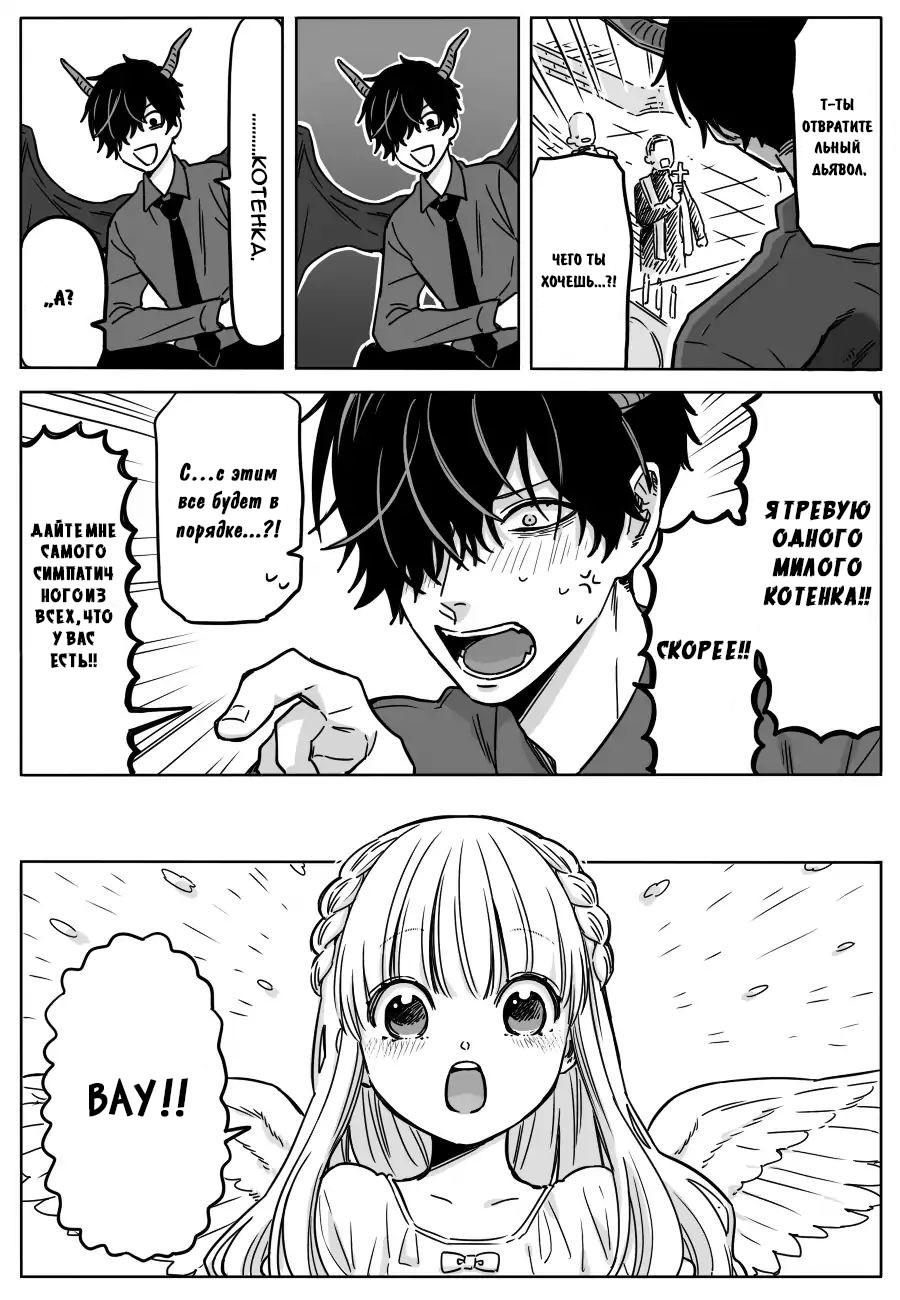 Т-ТЫ
ОТВРАТИТЕ
ЛЬНЫЙ
ДЬЯВОЛ.
ЧЕГО ТЫ
ХОЧЕШЬ...?!
..........КОТЕНКА.
,,А?
Я ТРЕВУЮ
ОДНОГО
МИЛОГО
КОТЕНКА!!
СКОРЕЕ!!
С...с этим
все будет в
порядке...?!
ДАЙТЕ МНЕ
САМОГО
СИМПАТИЧ
НОГО ИЗ
ВСЕХ, ЧТО
У ВАС
ЕСТЬ!!
ВАУ!!